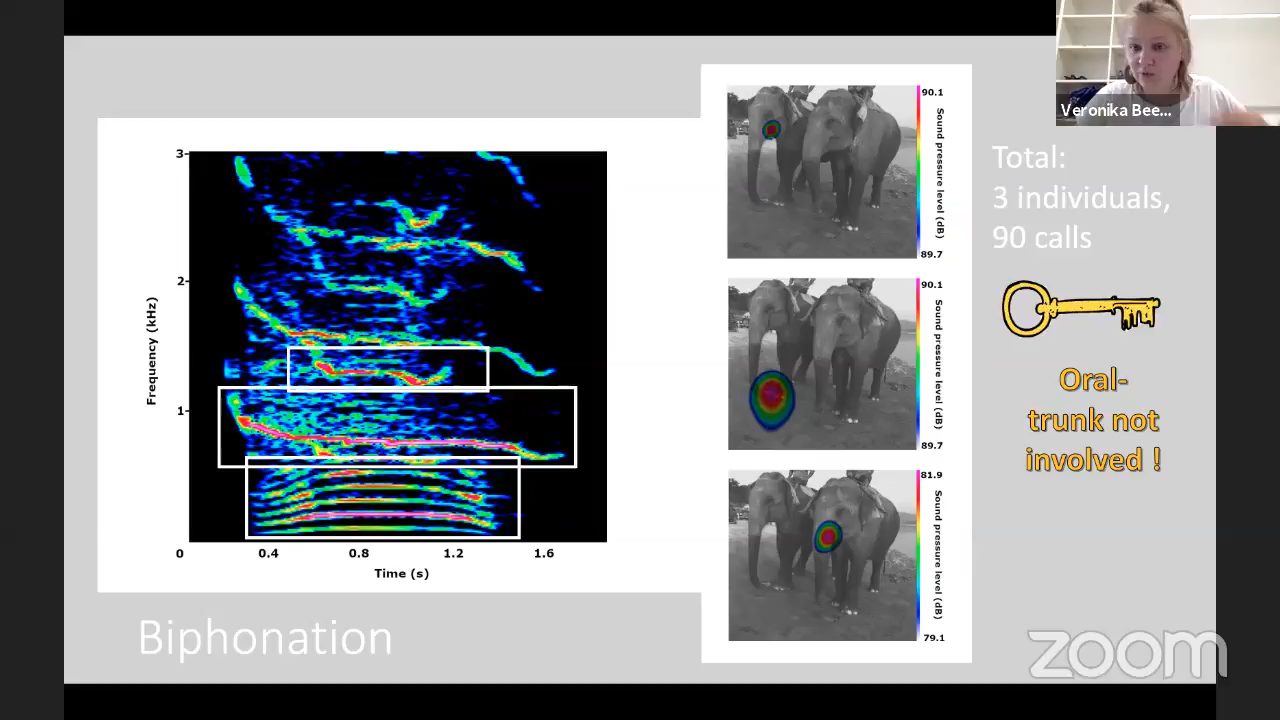 Veronika Bee...
3
2
1
Frequency (kHz)
0
0.4
0.8
1.2
1.6
Time (s)
90.1
Sound pressure level (dB)
89.7
90.1
Sound pressure level (dB)
89.7
81.9
Sound pressure level (dB)
79.1
Total:
3 individuals,
90 calls
Oral-
trunk not
involved !
Biphonation
zoom